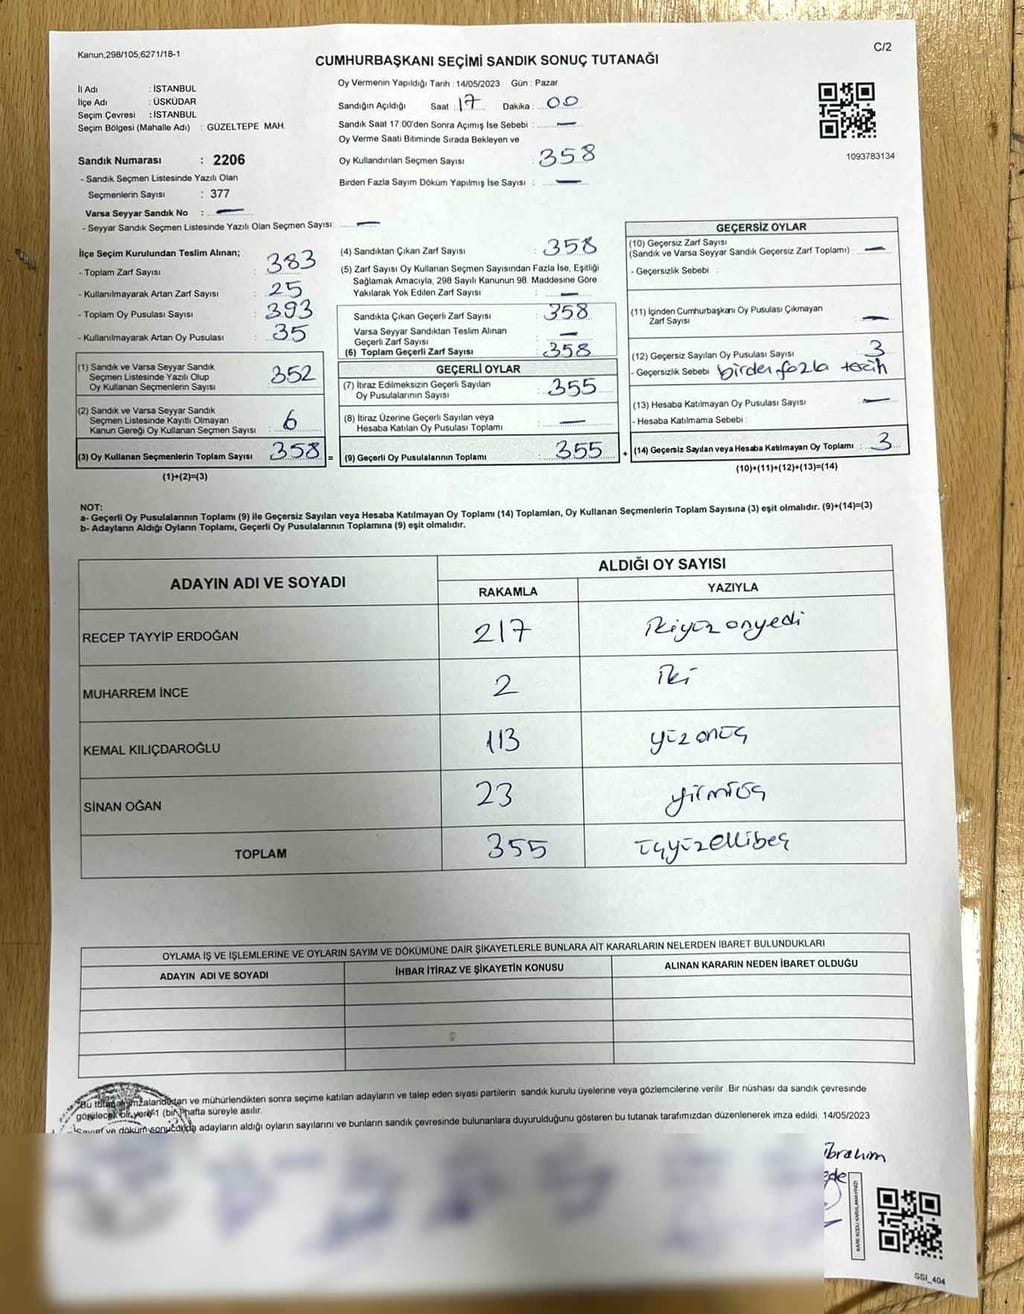 Kanun,298/105,6271/18-1
C/2
CUMHURBAŞKANI SEÇİMİ SANDIK SONUÇ TUTANAĞI
İl Adı : İSTANBUL
İlçe Adı : ÜSKÜDAR
Seçim Çevresi : İSTANBUL
Seçim Bölgesi (Mahalle Adı) : GÜZELTEPE MAH.
Sandık Numarası : 2206
- Sandık Seçmen Listesinde Yazılı Olan
Seçmenlerin Sayısı : 377
Varsa Seyyar Sandık No : —
- Seyyar Sandık Seçmen Listesinde Yazılı Olan Seçmen Sayısı: —
Oy Vermenin Yapıldığı Tarih :14/05/2023 Gün : Pazar
Sandığın Açıldığı Saat :17 Dakika : 00
Sandık Saat 17:00'den Sonra Açımış İse Sebebi : —
Oy Verme Saati Bitiminde Sırada Bekleyen ve
Oy Kullandırılan Seçmen Sayısı : 358
Birden Fazla Sayım Döküm Yapılmış İse Sayısı : —
1093783134
İlçe Seçim Kurulundan Teslim Alınan;
- Toplam Zarf Sayısı : 383
- Kullanılmayarak Artan Zarf Sayısı : 25
- Toplam Oy Pusulası Sayısı : 393
- Kullanılmayarak Artan Oy Pusulası : 35
(1) Sandık ve Varsa Seyyar Sandık
Seçmen Listesinde Yazılı Olup
Oy Kullanan Seçmenlerin Sayısı : 352
(2) Sandık ve Varsa Seyyar Sandık
Seçmen Listesinde Kayıtlı Olmayan
Kanun Gereği Oy Kullanan Seçmen Sayısı : 6
(3) Oy Kullanan Seçmenlerin Toplam Sayısı : 358 =
(1)+(2)=(3)
(4) Sandıktan Çıkan Zarf Sayısı : 358
(5) Zarf Sayısı Oy Kullanan Seçmen Sayısından Fazla İse, Eşitliği
Sağlamak Amacıyla, 298 Sayılı Kanunun 98. Maddesine Göre
Yakılarak Yok Edilen Zarf Sayısı : —
Sandıkta Çıkan Geçerli Zarf Sayısı : 358
Varsa Seyyar Sandıktan Teslim Alınan
Geçerli Zarf Sayısı : —
(6) Toplam Geçerli Zarf Sayısı : 358
GEÇERLİ OYLAR
(7) İtiraz Edilmeksizin Geçerli Sayılan
Oy Pusulalarının Sayısı : 355
(8) İtiraz Üzerine Geçerli Sayılan veya
Hesaba Katılan Oy Pusulası Toplamı : —
(9) Geçerli Oy Pusulalarının Toplamı : 355 +
GEÇERSİZ OYLAR
(10) Geçersiz Zarf Sayısı
(Sandık ve Varsa Seyyar Sandık Geçersiz Zarf Toplamı) : —
- Geçersizlik Sebebi :
(11) İçinden Cumhurbaşkanı Oy Pusulası Çıkmayan
Zarf Sayısı : —
(12) Geçersiz Sayılan Oy Pusulası Sayısı : 3
- Geçersizlik Sebebi birden fazla tercih
(13) Hesaba Katılmayan Oy Pusulası Sayısı : —
- Hesaba Katılmama Sebebi :
(14) Geçersiz Sayılan veya Hesaba Katılmayan Oy Toplamı : 3
(10)+(11)+(12)+(13)=(14)
NOT:
a- Geçerli Oy Pusulalarının Toplamı (9) ile Geçersiz Sayılan veya Hesaba Katılmayan Oy Toplamı (14) Toplamları, Oy Kullanan Seçmenlerin Toplam Sayısına (3) eşit olmalıdır. (9)+(14)=(3)
b- Adayların Aldığı Oyların Toplamı, Geçerli Oy Pusulalarının Toplamına (9) eşit olmalıdır.
ADAYIN ADI VE SOYADI ALDIĞI OY SAYISI
RAKAMLA YAZIYLA
RECEP TAYYİP ERDOĞAN 217 ikiyüz onyedi
MUHARREM İNCE 2 iki
KEMAL KILIÇDAROĞLU 113 yüz onüç
SİNAN OĞAN 23 yirmiüç
TOPLAM 355 üçyüzellibeş
OYLAMA İŞ VE İŞLEMLERİNE VE OYLARIN SAYIM VE DÖKÜMÜNE DAİR ŞİKAYETLERLE BUNLARA AİT KARARLARIN NELERDEN İBARET BULUNDUKLARI
ADAYIN ADI VE SOYADI İHBAR İTİRAZ VE ŞİKAYETİN KONUSU ALINAN KARARIN NEDEN İBARET OLDUĞU
Bu tutanak imzalandıktan ve mühürlendikten sonra seçime katılan adayların ve talep eden siyasi partilerin sandık kurulu üyelerine veya gözlemcilerine verilir. Bir nüshası da sandık çevresinde
görülecek bir yere 1 (bir) hafta süreyle asılır.
Sayım ve döküm sonucunda adayların aldığı oyların sayılarını ve bunların sandık çevresinde bulunanlara duyurulduğunu gösteren bu tutanak tarafımızdan düzenlenerek imza edildi. 14/05/2023
İbrahim
SSI_404